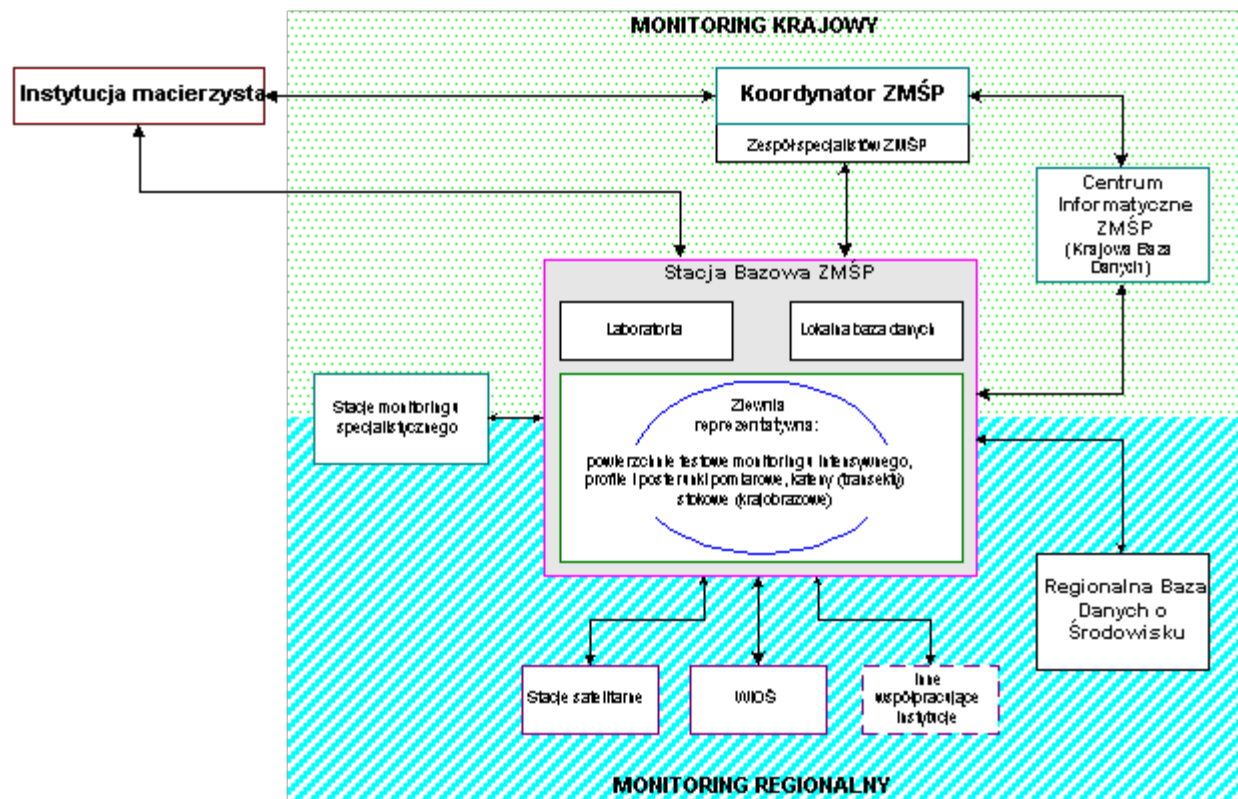 MONITORING KRAJOWY
Instytucja macierzysta
Koordynator ZMŚP
Zespół specjalistów ZMŚP
Centrum
Informatyczne
ZMŚP
(Krajowa Baza
Danych)
Stacja Bazowa ZMŚP
Laboratoria
Lokalna baza danych
Stacje monitoringu
specjalistycznego
Zlewnia
reprezentatywna:
powierzchnie testowe monitoringu intensywnego,
profile i posterunki pomiarowe, kateny (transekty)
stokowe (krajobrazowe)
Regionalna Baza
Danych o
Środowisku
Stacje satelitarne
WIOŚ
Inne
współpracujące
instytucje
MONITORING REGIONALNY